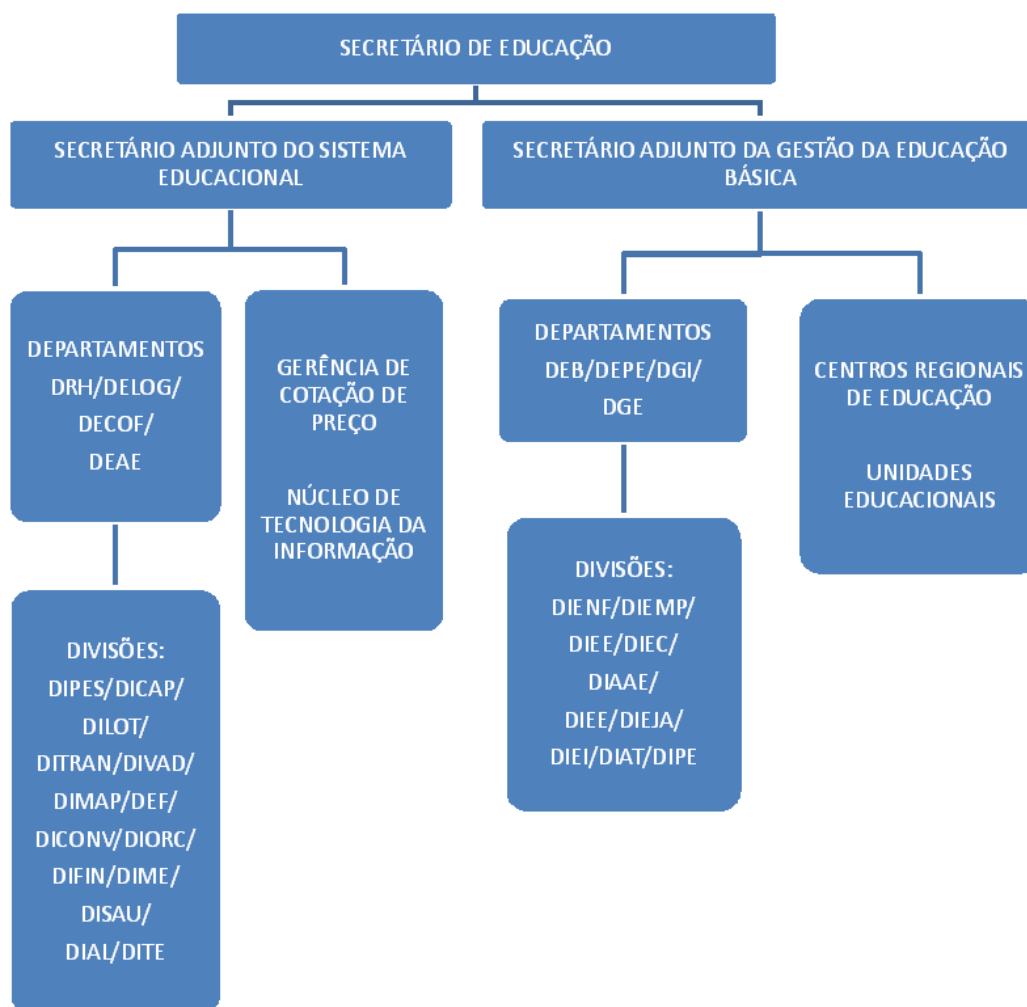 SECRETÁRIO DE EDUCAÇÃO
SECRETÁRIO ADJUNTO DO SISTEMA
EDUCACIONAL
SECRETÁRIO ADJUNTO DA GESTÃO DA EDUCAÇÃO
BÁSICA
DEPARTAMENTOS
DRH/DELOG/
DECOF/
DEAE
GERÊNCIA DE
COTAÇÃO DE
PREÇO
NÚCLEO DE
TECNOLOGIA DA
INFORMAÇÃO
DEPARTAMENTOS
DEB/DEPE/DGI/
DGE
CENTROS REGIONAIS
DE EDUCAÇÃO
UNIDADES
EDUCACIONAIS
DIVISÕES:
DIPES/DICAP/
DILOT/
DITRAN/DIVAD/
DIMAP/DEF/
DICONV/DIORC/
DIFIN/DIME/
DISAU/
DIAL/DITE
DIVISÕES:
DIENF/DIEMP/
DIEE/DIEC/
DIAAE/
DIEE/DIEJA/
DIEI/DIAT/DIPE